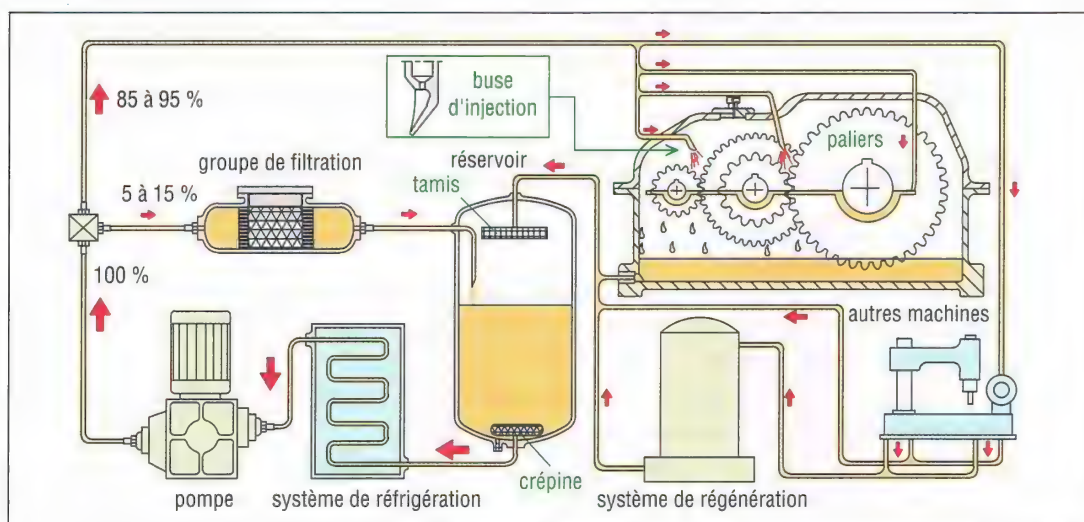 85 à 95 %
buse
d'injection
paliers
groupe de filtration
réservoir
tamis
5 à 15 %
100 %
autres machines
pompe
système de réfrigération
crépine
système de régénération